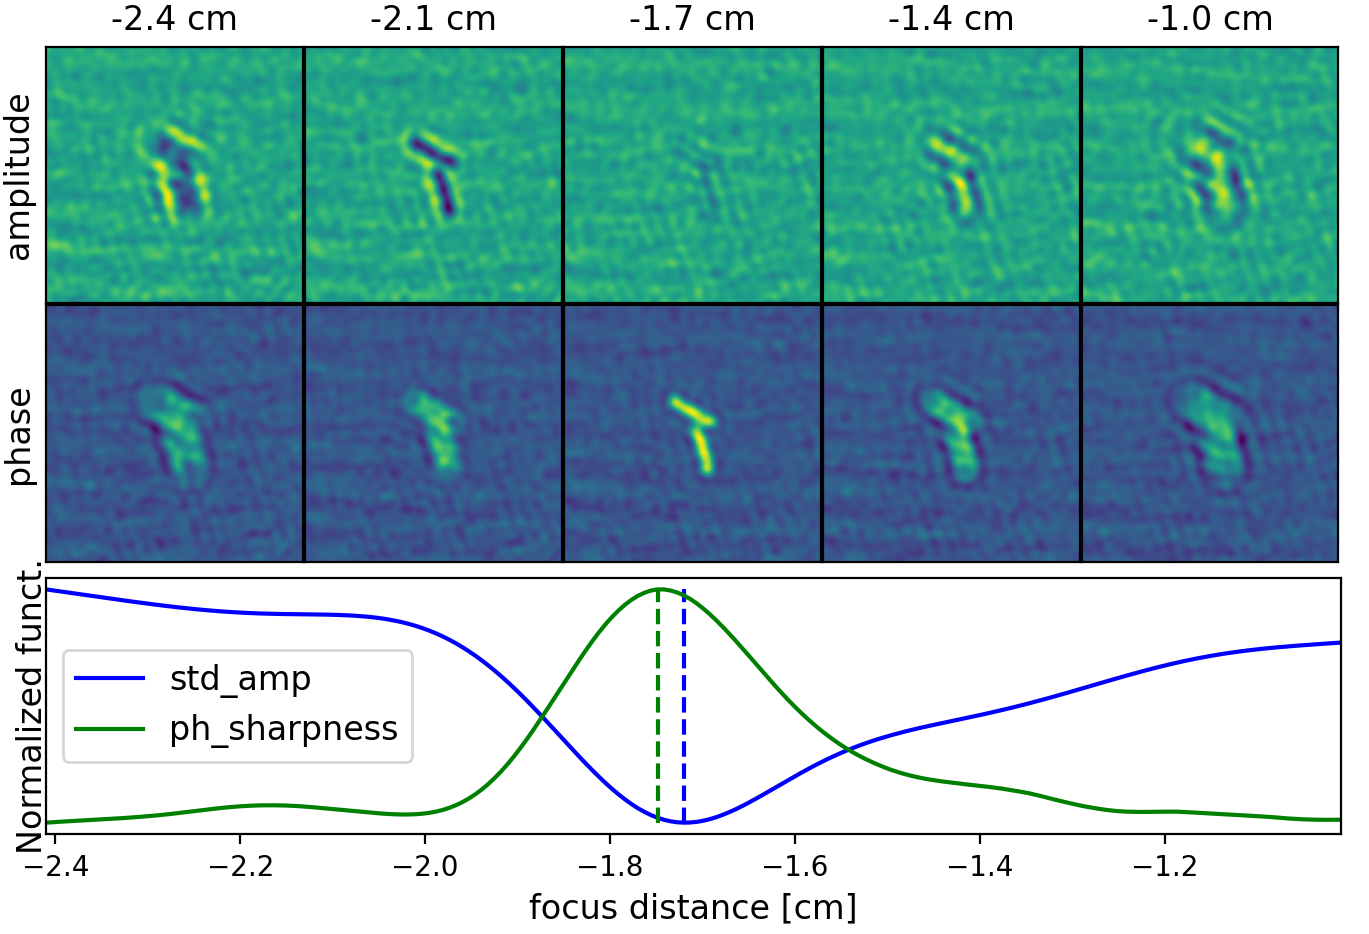 -2.4 cm -2.1 cm -1.7 cm -1.4 cm -1.0 cm
amplitude
phase
Normalized funct.
std_amp
ph_sharpness
−2.4 −2.2 −2.0 −1.8 −1.6 −1.4 −1.2
focus distance [cm]